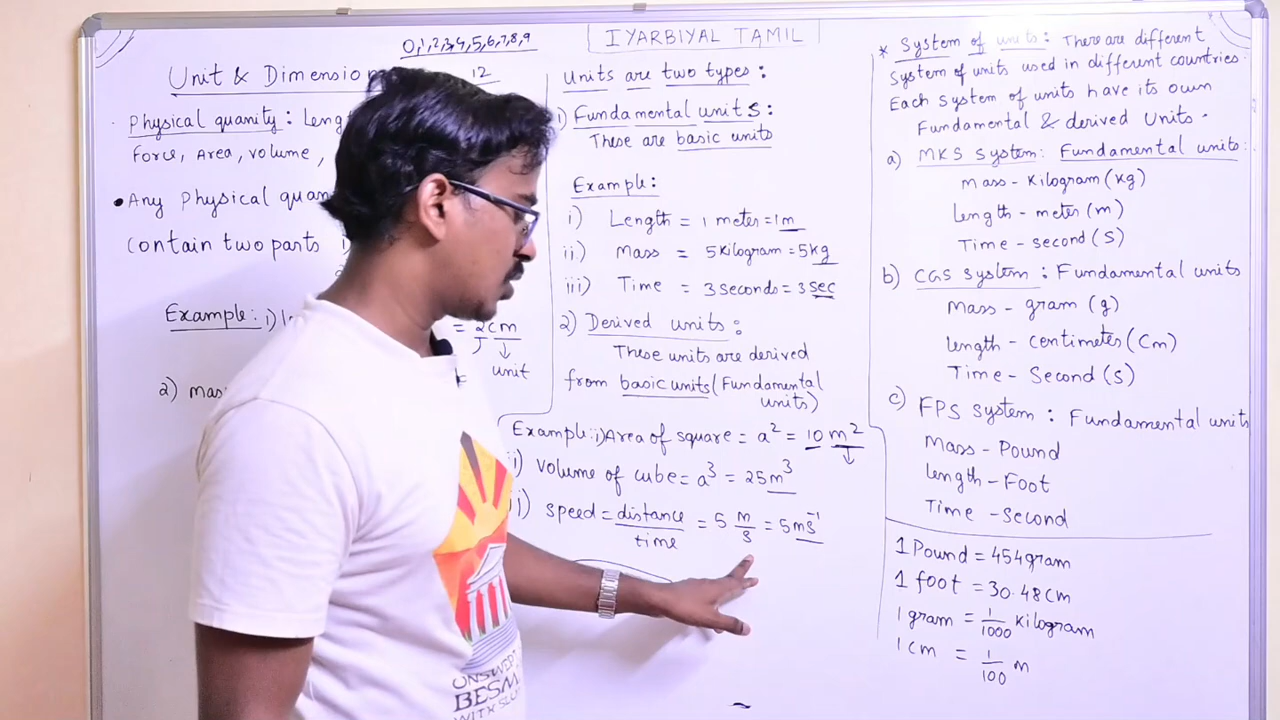 0,1,2,3,4,5,6,7,8,9
12
Unit & Dimension
Physical quanity : Leng
Force, Area, volume,
• Any Physical quan
contain two parts
Example: i)
= 2cm
unit
2) mas
IYARBIYAL TAMIL
Units are two types :
1) Fundamental units :
These are basic units
Example :
i) Length = 1 meter = 1m
ii) Mass = 5 kilogram = 5kg
iii) Time = 3 seconds = 3 sec
2) Derived units :
These units are derived
from basic units (Fundamental
units)
Example: i) Area of square = a² = 10 m²
i) volume of cube = a³ = 25m³
ii) speed = distance/time = 5 m/s = 5ms⁻¹
* System of units : There are different
System of units used in different countries.
Each system of units have its own
Fundamental & derived Units.
a) MKS System : Fundamental units :
Mass - kilogram (kg)
Length - meter (m)
Time - second (S)
b) CGS system : Fundamental units
Mass - gram (g)
Length - centimeter (Cm)
Time - Second (S)
c) FPS System : Fundamental units
Mass - Pound
Length - Foot
Time - second
1 Pound = 454 gram
1 foot = 30.48 Cm
1 gram = 1/1000 kilogram
1 cm = 1/100 m
BESM
WITH SLO